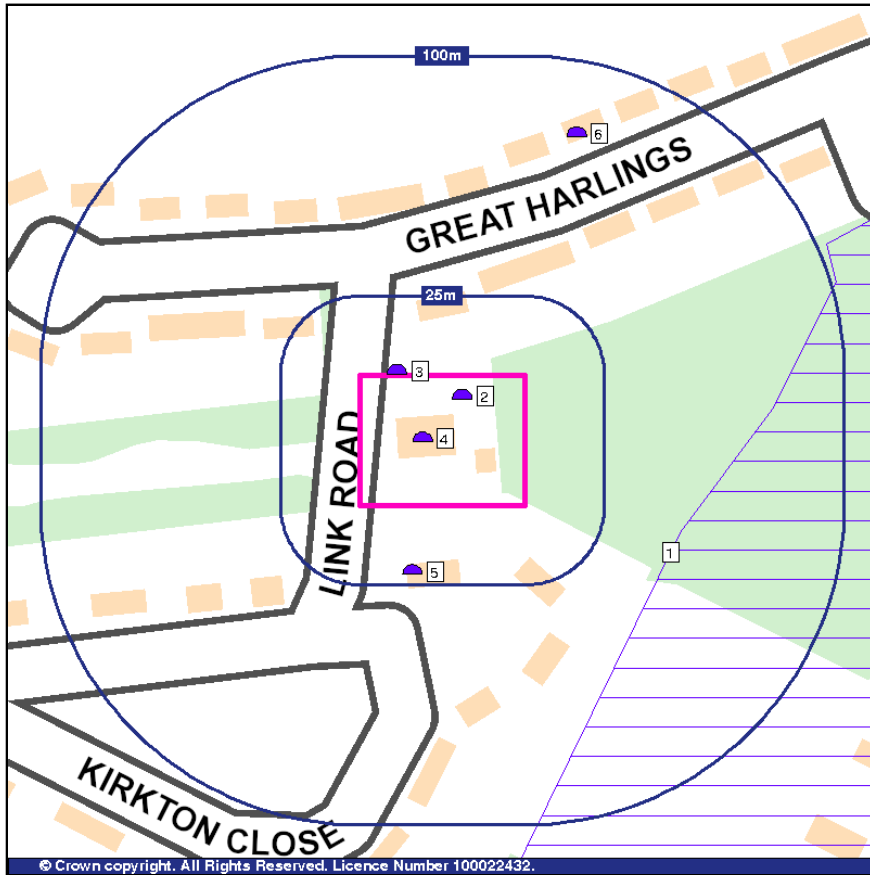 100m
6
GREAT HARLINGS
25m
3
2
4
LINK ROAD
1
5
KIRKTON CLOSE
© Crown copyright. All Rights Reserved. Licence Number 100022432.